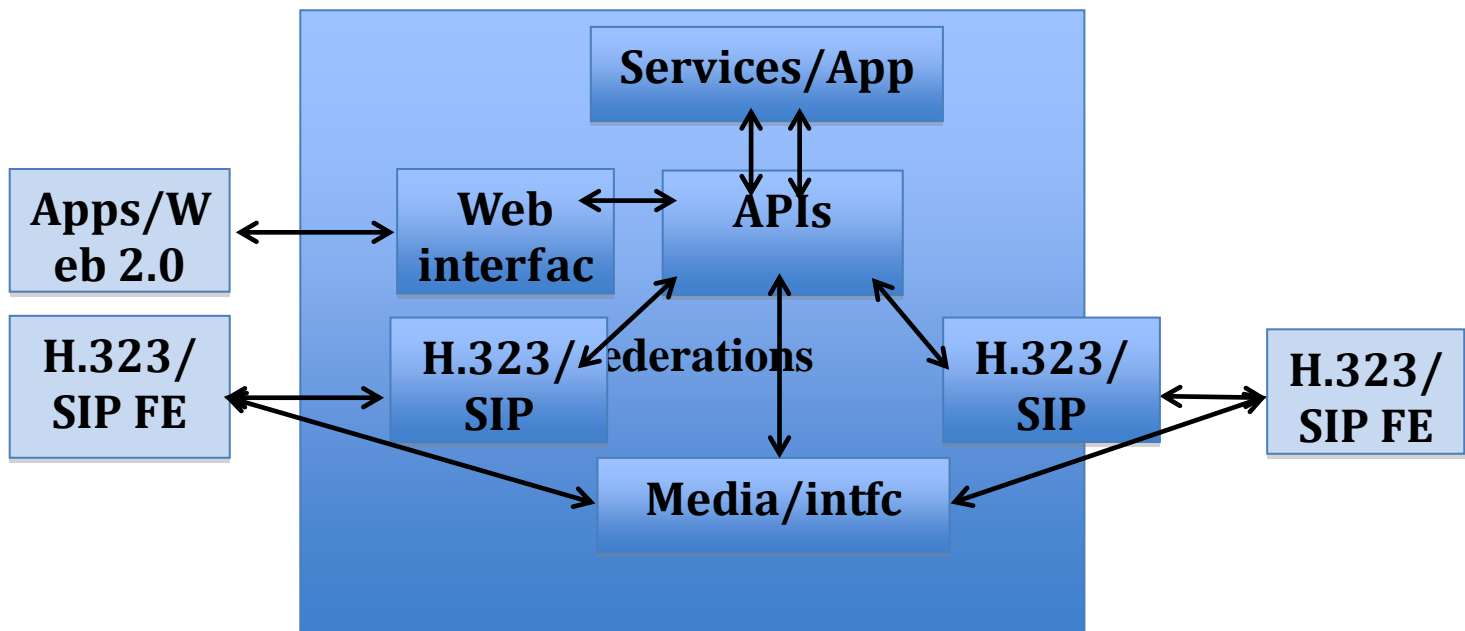 Services/App
Apps/W
eb 2.0
Web
interfac
APIs
H.323/
SIP FE
H.323/
SIP
ederations
H.323/
SIP
H.323/
SIP FE
Media/intfc